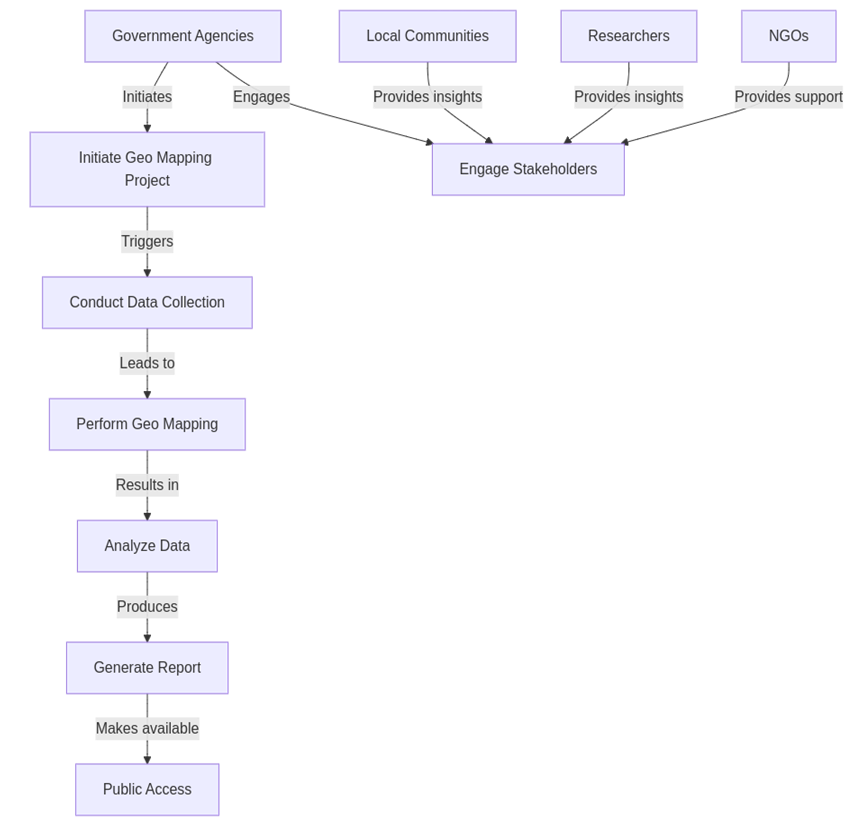 Government Agencies
Local Communities
Researchers
NGOs
Initiates
Engages
Provides insights
Provides insights
Provides support
Initiate Geo Mapping
Project
Engage Stakeholders
Triggers
Conduct Data Collection
Leads to
Perform Geo Mapping
Results in
Analyze Data
Produces
Generate Report
Makes available
Public Access